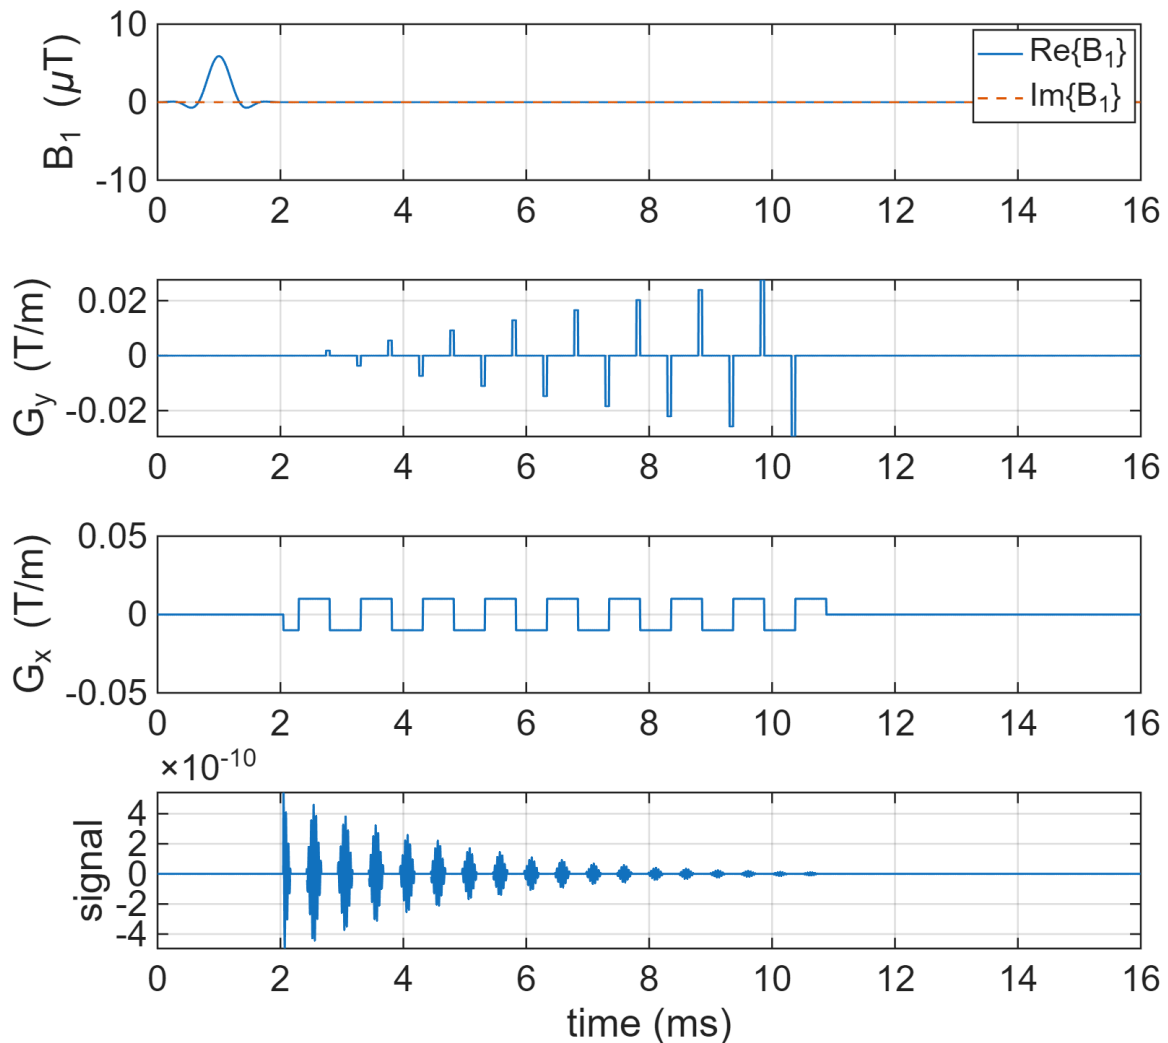 B₁ (μT)
10
0
-10
Re{B₁}
Im{B₁}
0 2 4 6 8 10 12 14 16
G_y (T/m)
0.02
0
-0.02
0 2 4 6 8 10 12 14 16
G_x (T/m)
0.05
0
-0.05
0 2 4 6 8 10 12 14 16
×10⁻¹⁰
signal
4
2
0
-2
-4
0 2 4 6 8 10 12 14 16
time (ms)